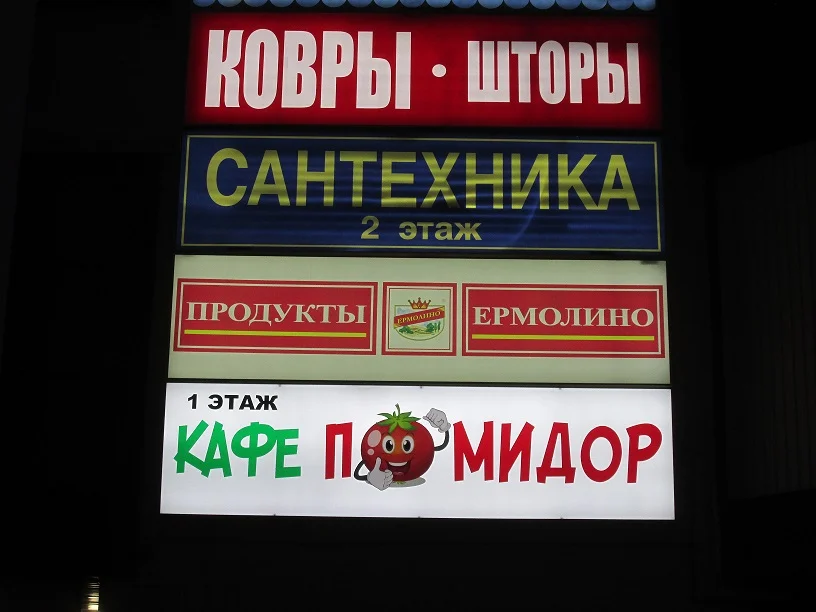 КОВРЫ · ШТОРЫ
САНТЕХНИКА
2 этаж
ПРОДУКТЫ ЕРМОЛИНО ЕРМОЛИНО
1 ЭТАЖ
КАФЕ ПОМИДОР